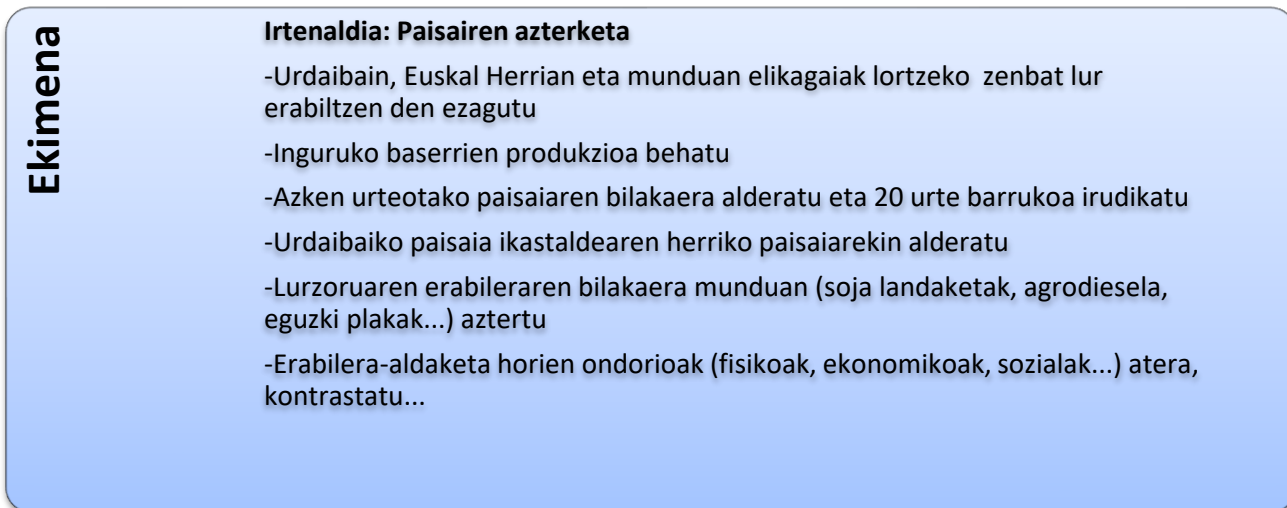 Ekimena
Irtenaldia: Paisairen azterketa
-Urdaibain, Euskal Herrian eta munduan elikagaiak lortzeko zenbat lur
erabiltzen den ezagutu
-Inguruko baserrien produkzioa behatu
-Azken urteotako paisaiaren bilakaera alderatu eta 20 urte barrukoa irudikatu
-Urdaibaiko paisaia ikastaldearen herriko paisaiarekin alderatu
-Lurzoruaren erabileraren bilakaera munduan (soja landaketak, agrodiesela,
eguzki plakak...) aztertu
-Erabilera-aldaketa horien ondorioak (fisikoak, ekonomikoak, sozialak...) atera,
kontrastatu...